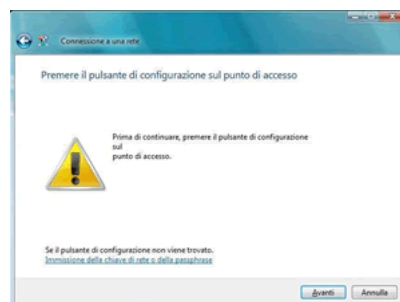 Connessione a una rete
Premere il pulsante di configurazione sul punto di accesso
Prima di continuare, premere il pulsante di configurazione
sul
punto di accesso.
Se il pulsante di configurazione non viene trovato.
Immissione della chiave di rete o della passphrase
Avanti
Annulla